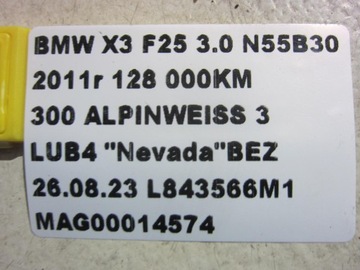 BMW X3 F25 3.0 N55B30
2011r 128 000KM
300 ALPINWEISS 3
LUB4 "Nevada"BEZ
26.08.23 L843566M1
MAG00014574